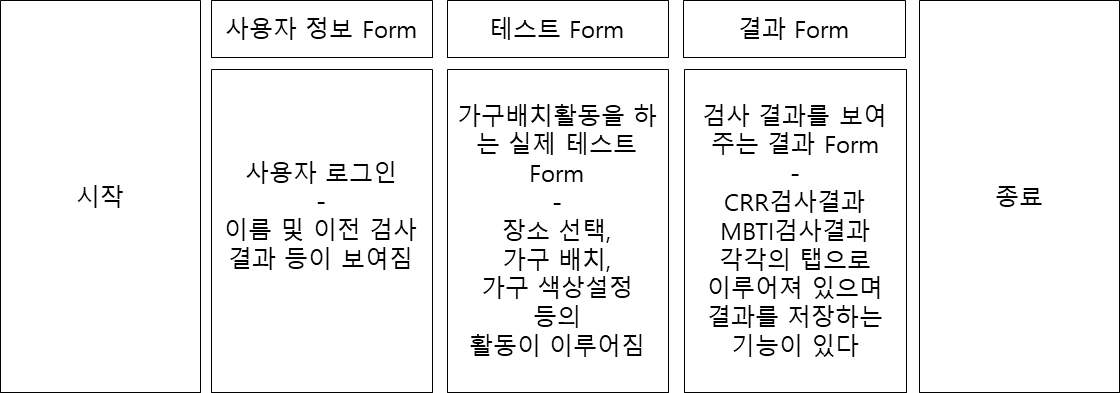 시작
사용자 정보 Form
사용자 로그인
-
이름 및 이전 검사
결과 등이 보여짐
테스트 Form
가구배치활동을 하
는 실제 테스트
Form
-
장소 선택,
가구 배치,
가구 색상설정
등의
활동이 이루어짐
결과 Form
검사 결과를 보여
주는 결과 Form
-
CRR검사결과
MBTI검사결과
각각의 탭으로
이루어져 있으며
결과를 저장하는
기능이 있다
종료